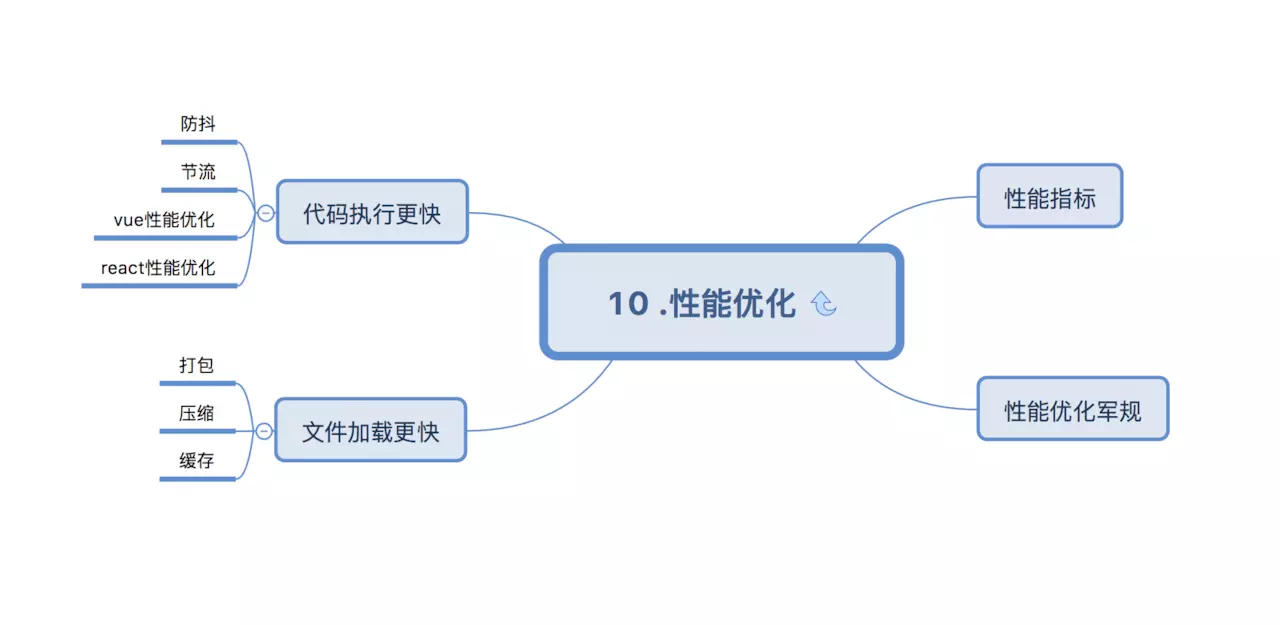 防抖
节流
vue性能优化
react性能优化
代码执行更快
打包
压缩
缓存
文件加载更快
10 .性能优化
性能指标
性能优化军规